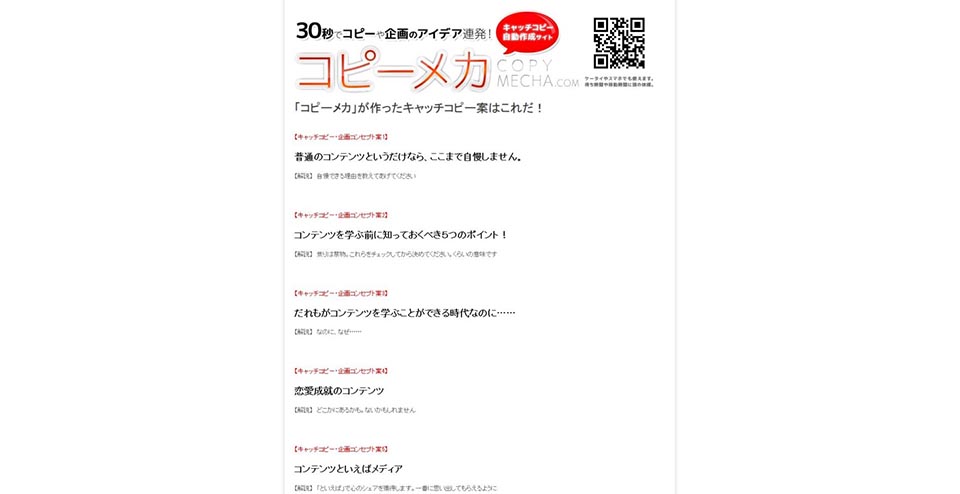 30秒でコピーや企画のアイデア連発！
キャッチコピー
自動作成サイト
コピーメカ
COPY
MECHA.COM
ケータイやスマホでも使えます。
待ち時間や移動時間に頭の体操。
「コピーメカ」が作ったキャッチコピー案はこれだ！
【キャッチコピー・企画コンセプト案1】
普通のコンテンツというだけなら、ここまで自慢しません。
【解説】 自慢できる理由を教えてあげてください
【キャッチコピー・企画コンセプト案2】
コンテンツを学ぶ前に知っておくべき5つのポイント！
【解説】 焦りは禁物。これらをチェックしてから決めてください。くらいの意味です
【キャッチコピー・企画コンセプト案3】
だれもがコンテンツを学ぶことができる時代なのに……
【解説】 なのに、なぜ……
【キャッチコピー・企画コンセプト案4】
恋愛成就のコンテンツ
【解説】 どこかにあるかも。ないかもしれません
【キャッチコピー・企画コンセプト案5】
コンテンツといえばメディア
【解説】 「といえば」で心のシェアを獲得します。一番に思い出してもらえるように